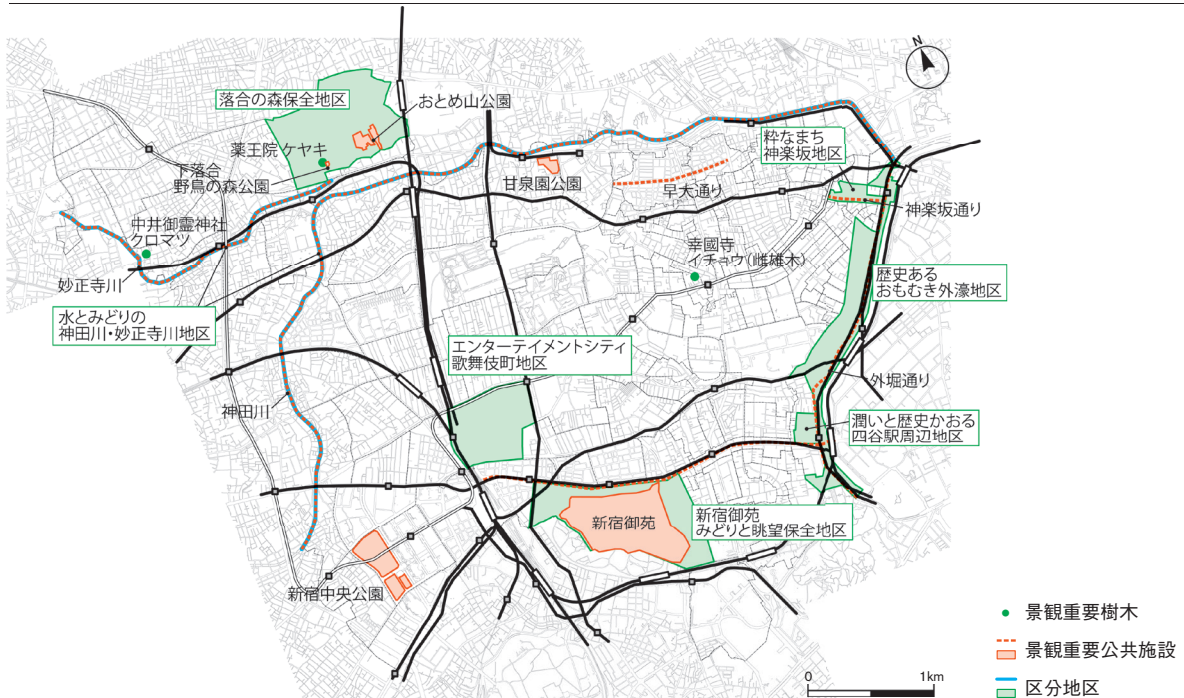 N
落合の森保全地区
おとめ山公園
薬王院 ケヤキ
下落合
野鳥の森公園
甘泉園公園
粋なまち
神楽坂地区
早大通り
神楽坂通り
中井御霊神社
クロマツ
幸國寺
イチョウ(雌雄木)
妙正寺川
歴史ある
おもむき外濠地区
水とみどりの
神田川・妙正寺川地区
エンターテイメントシティ
歌舞伎町地区
外堀通り
神田川
潤いと歴史かおる
四谷駅周辺地区
新宿御苑
新宿御苑
みどりと眺望保全地区
新宿中央公園
景観重要樹木
景観重要公共施設
区分地区
0 1km